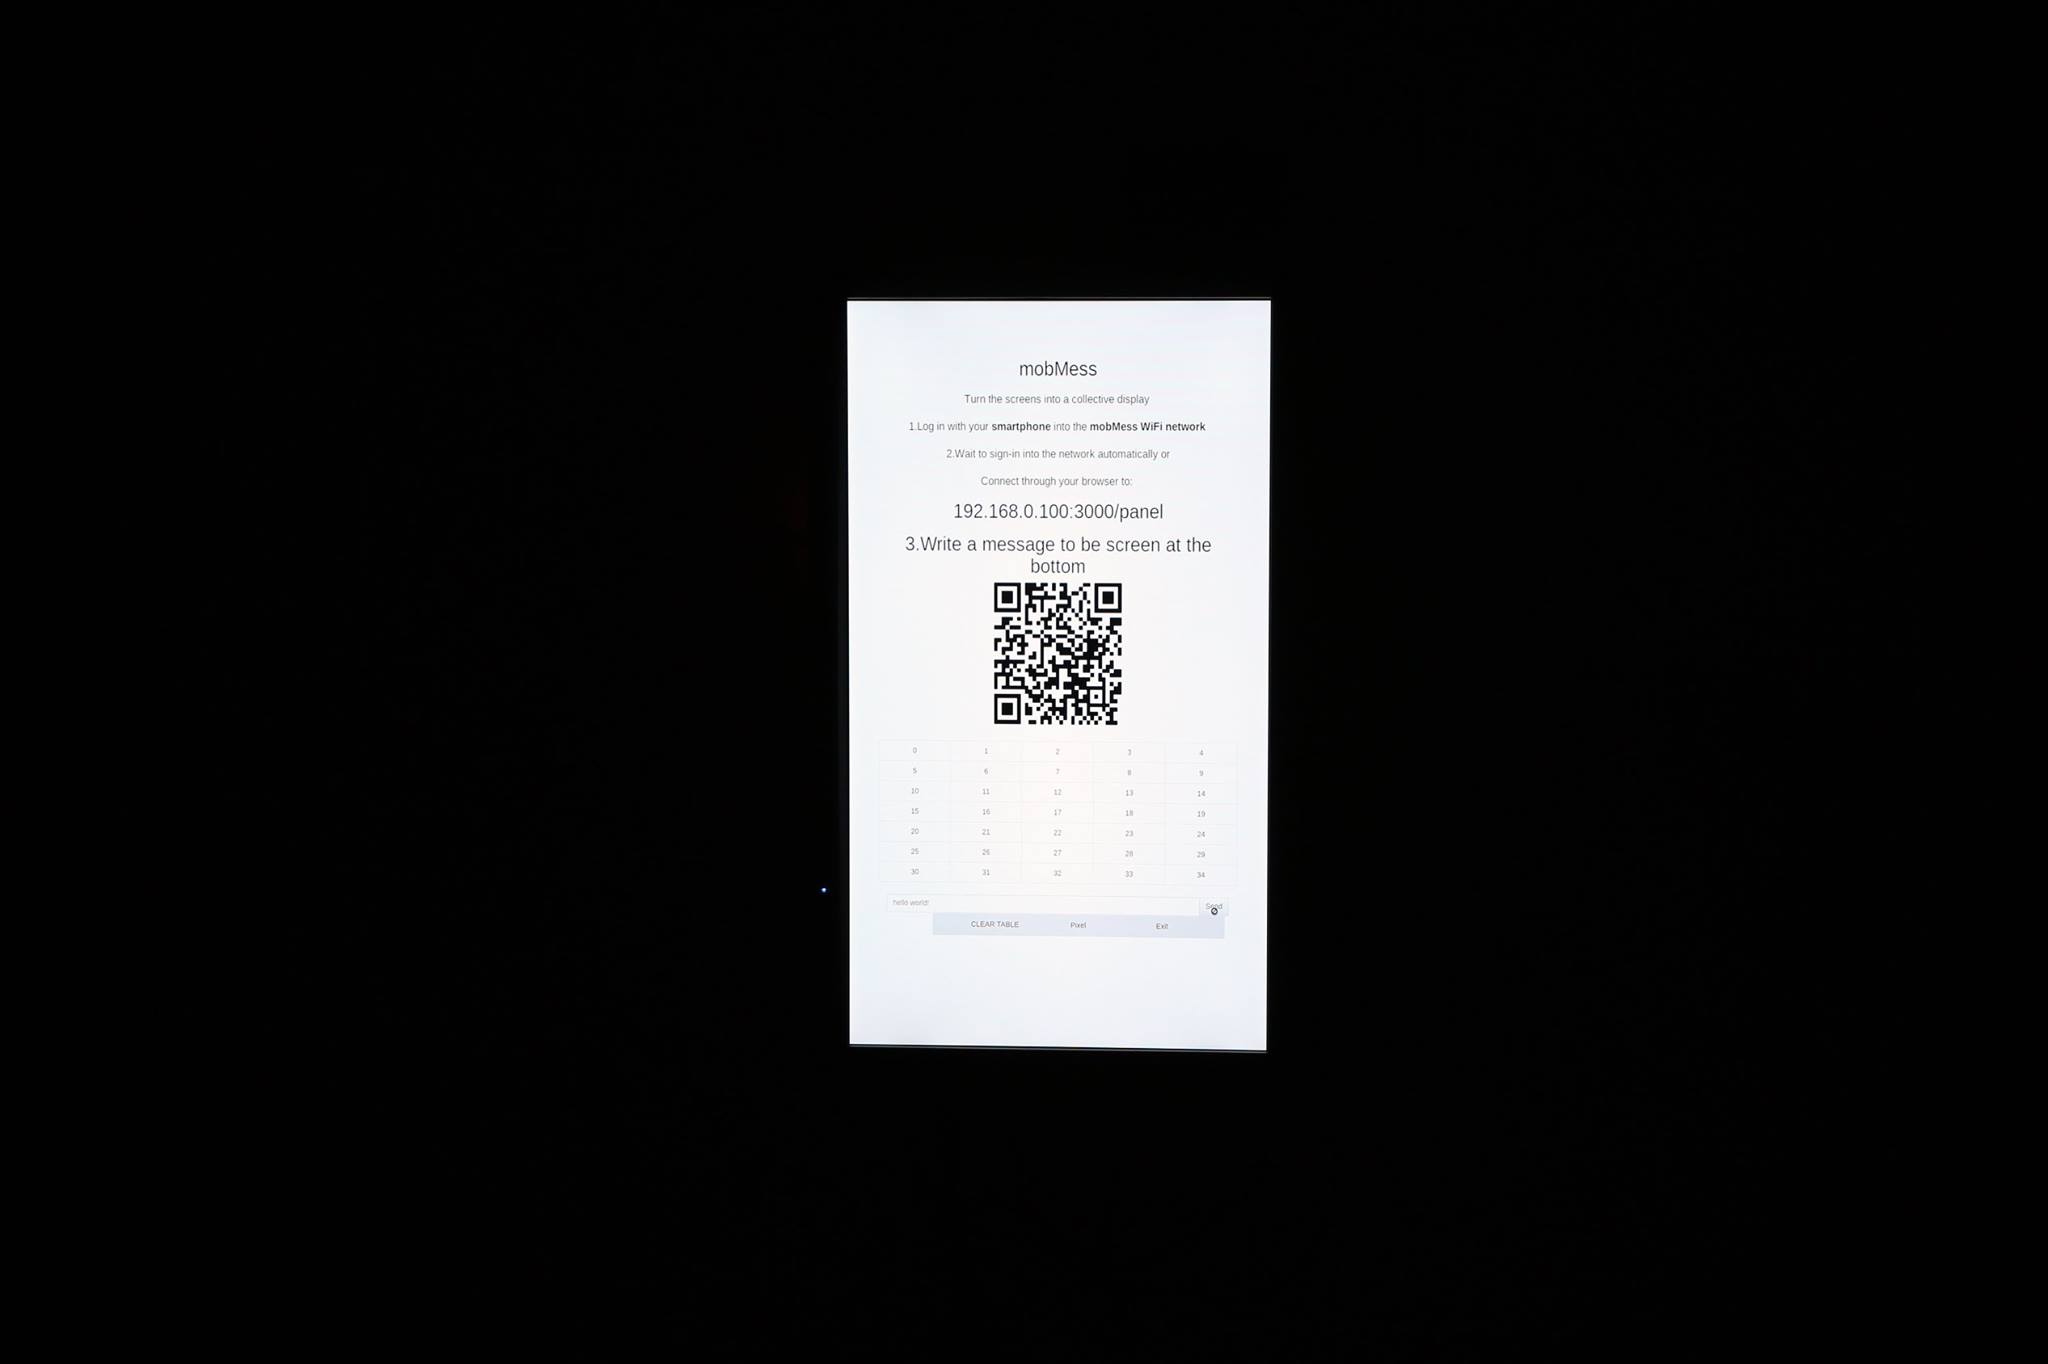 mobMess
Turn the screens into a collective display
1.Log in with your smartphone into the mobMess WiFi network
2.Wait to sign-in into the network automatically or
Connect through your browser to:
192.168.0.100:3000/panel
3.Write a message to be screen at the
bottom
0 1 2 3 4
5 6 7 8 9
10 11 12 13 14
15 16 17 18 19
20 21 22 23 24
25 26 27 28 29
30 31 32 33 34
hello world! Send
CLEAR TABLE Pixel Exit